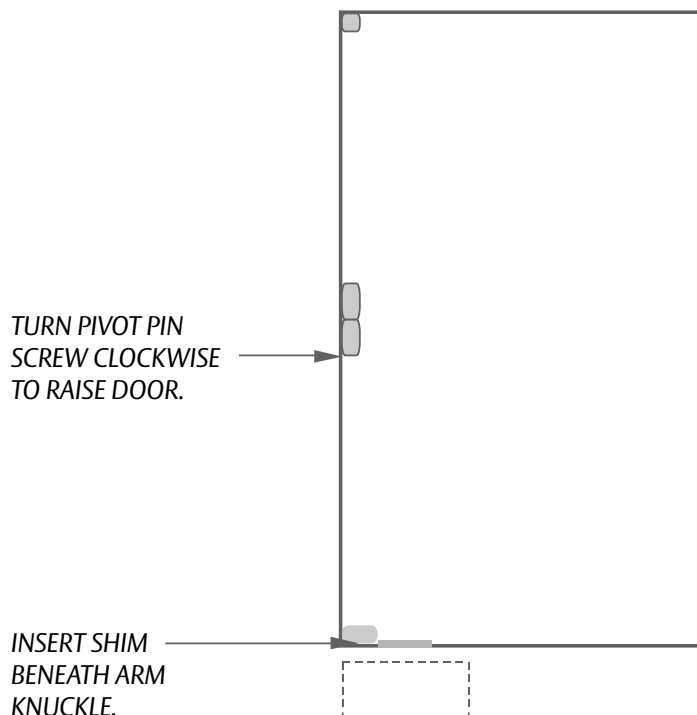 TURN PIVOT PIN
SCREW CLOCKWISE
TO RAISE DOOR.
INSERT SHIM
BENEATH ARM
KNUCKLE.